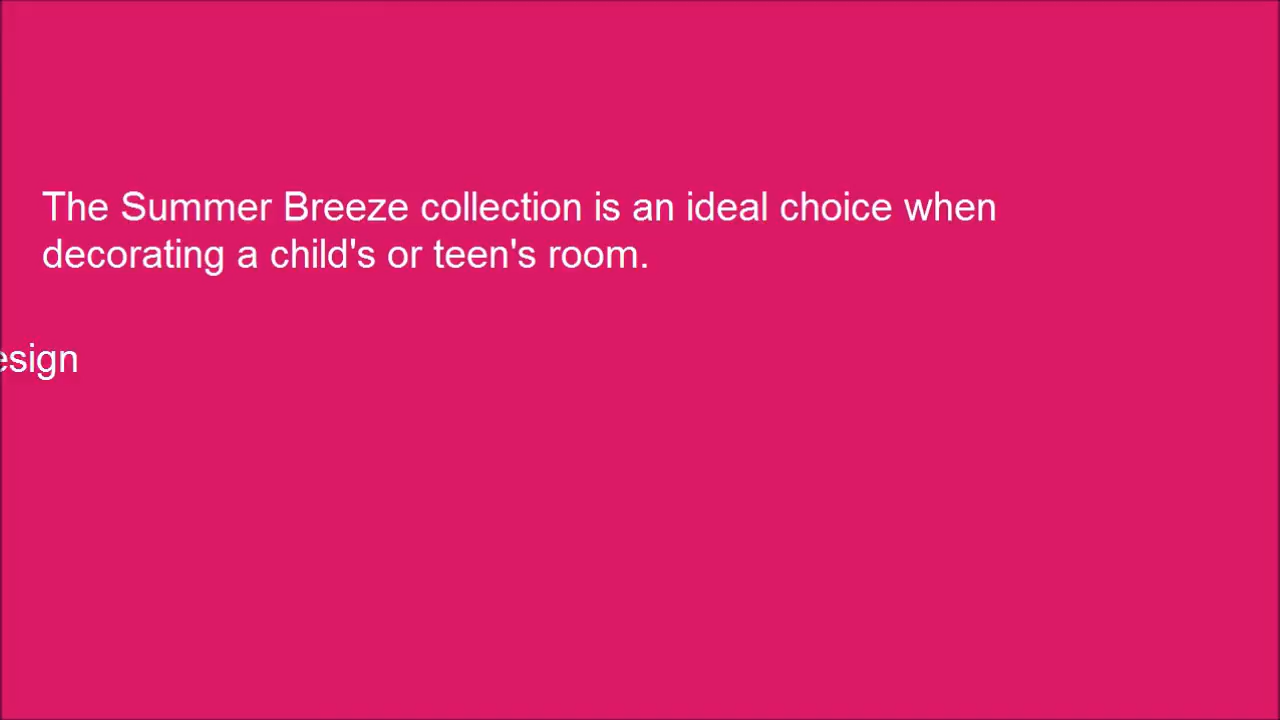 The Summer Breeze collection is an ideal choice when
decorating a child's or teen's room.
esign